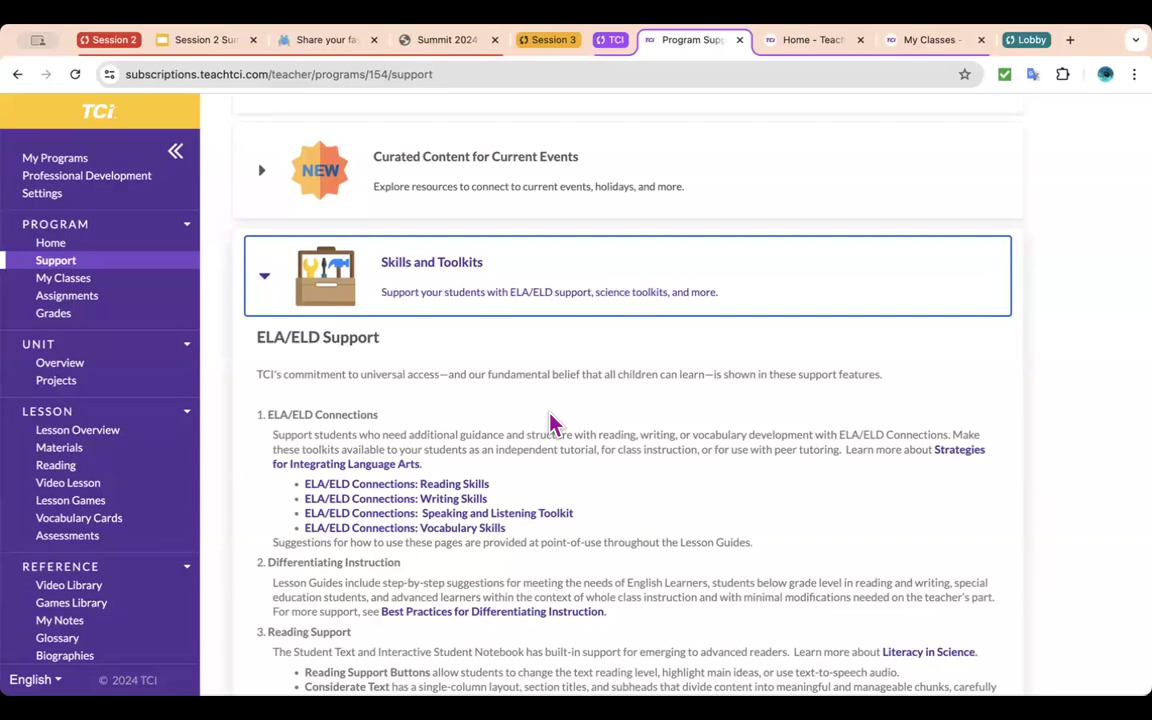 Session 2
Session 2 Sum
Share your fa
Summit 2024
Session 3
TCI
Program Supp
Home - Teach
My Classes -
Lobby
subscriptions.teachtci.com/teacher/programs/154/support
TCi
My Programs
Professional Development
Settings
PROGRAM
Home
Support
My Classes
Assignments
Grades
UNIT
Overview
Projects
LESSON
Lesson Overview
Materials
Reading
Video Lesson
Lesson Games
Vocabulary Cards
Assessments
REFERENCE
Video Library
Games Library
My Notes
Glossary
Biographies
English
© 2024 TCI
NEW
Curated Content for Current Events
Explore resources to connect to current events, holidays, and more.
Skills and Toolkits
Support your students with ELA/ELD support, science toolkits, and more.
ELA/ELD Support
TCI's commitment to universal access—and our fundamental belief that all children can learn—is shown in these support features.
1. ELA/ELD Connections
Support students who need additional guidance and structure with reading, writing, or vocabulary development with ELA/ELD Connections. Make
these toolkits available to your students as an independent tutorial, for class instruction, or for use with peer tutoring. Learn more about Strategies
for Integrating Language Arts.
• ELA/ELD Connections: Reading Skills
• ELA/ELD Connections: Writing Skills
• ELA/ELD Connections: Speaking and Listening Toolkit
• ELA/ELD Connections: Vocabulary Skills
Suggestions for how to use these pages are provided at point-of-use throughout the Lesson Guides.
2. Differentiating Instruction
Lesson Guides include step-by-step suggestions for meeting the needs of English Learners, students below grade level in reading and writing, special
education students, and advanced learners within the context of whole class instruction and with minimal modifications needed on the teacher's part.
For more support, see Best Practices for Differentiating Instruction.
3. Reading Support
The Student Text and Interactive Student Notebook has built-in support for emerging to advanced readers. Learn more about Literacy in Science.
• Reading Support Buttons allow students to change the text reading level, highlight main ideas, or use text-to-speech audio.
• Considerate Text has a single-column layout, section titles, and subheads that divide content into meaningful and manageable chunks, carefully